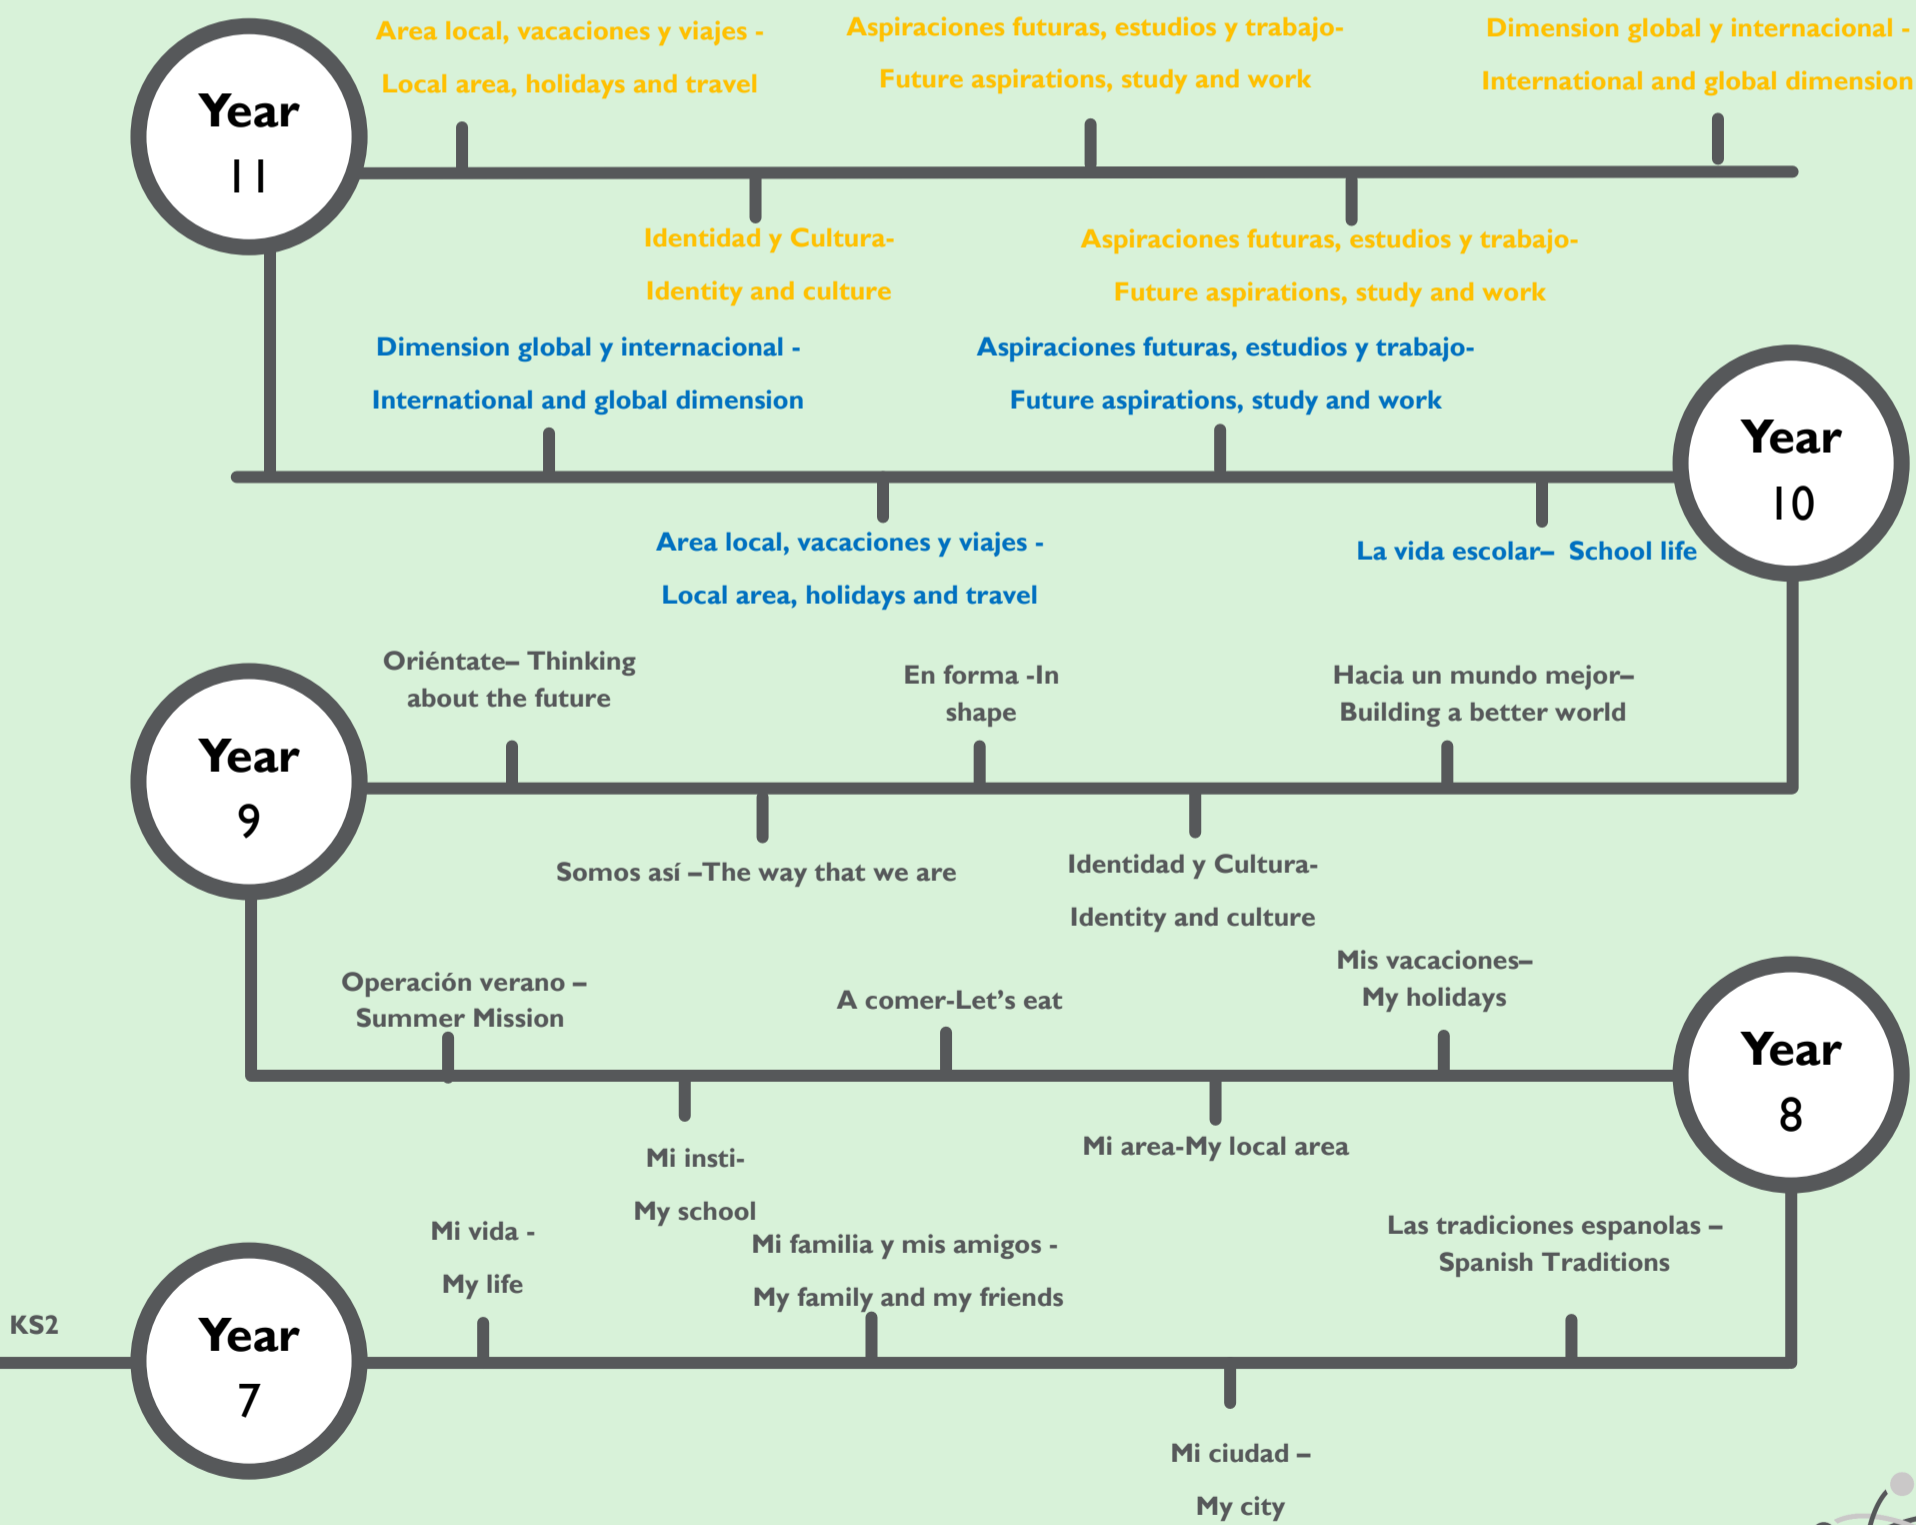 Area local, vacaciones y viajes -
Local area, holidays and travel
Aspiraciones futuras, estudios y trabajo-
Future aspirations, study and work
Dimension global y internacional -
International and global dimension
Year
11
Identidad y Cultura-
Identity and culture
Aspiraciones futuras, estudios y trabajo-
Future aspirations, study and work
Dimension global y internacional -
International and global dimension
Aspiraciones futuras, estudios y trabajo-
Future aspirations, study and work
Year
10
Area local, vacaciones y viajes -
Local area, holidays and travel
La vida escolar– School life
Oriéntate– Thinking
about the future
En forma -In
shape
Hacia un mundo mejor–
Building a better world
Year
9
Somos así –The way that we are
Identidad y Cultura-
Identity and culture
Operación verano –
Summer Mission
A comer-Let’s eat
Mis vacaciones–
My holidays
Year
8
Mi insti-
My school
Mi area-My local area
Mi vida -
My life
Mi familia y mis amigos -
My family and my friends
Las tradiciones espanolas –
Spanish Traditions
KS2
Year
7
Mi ciudad –
My city